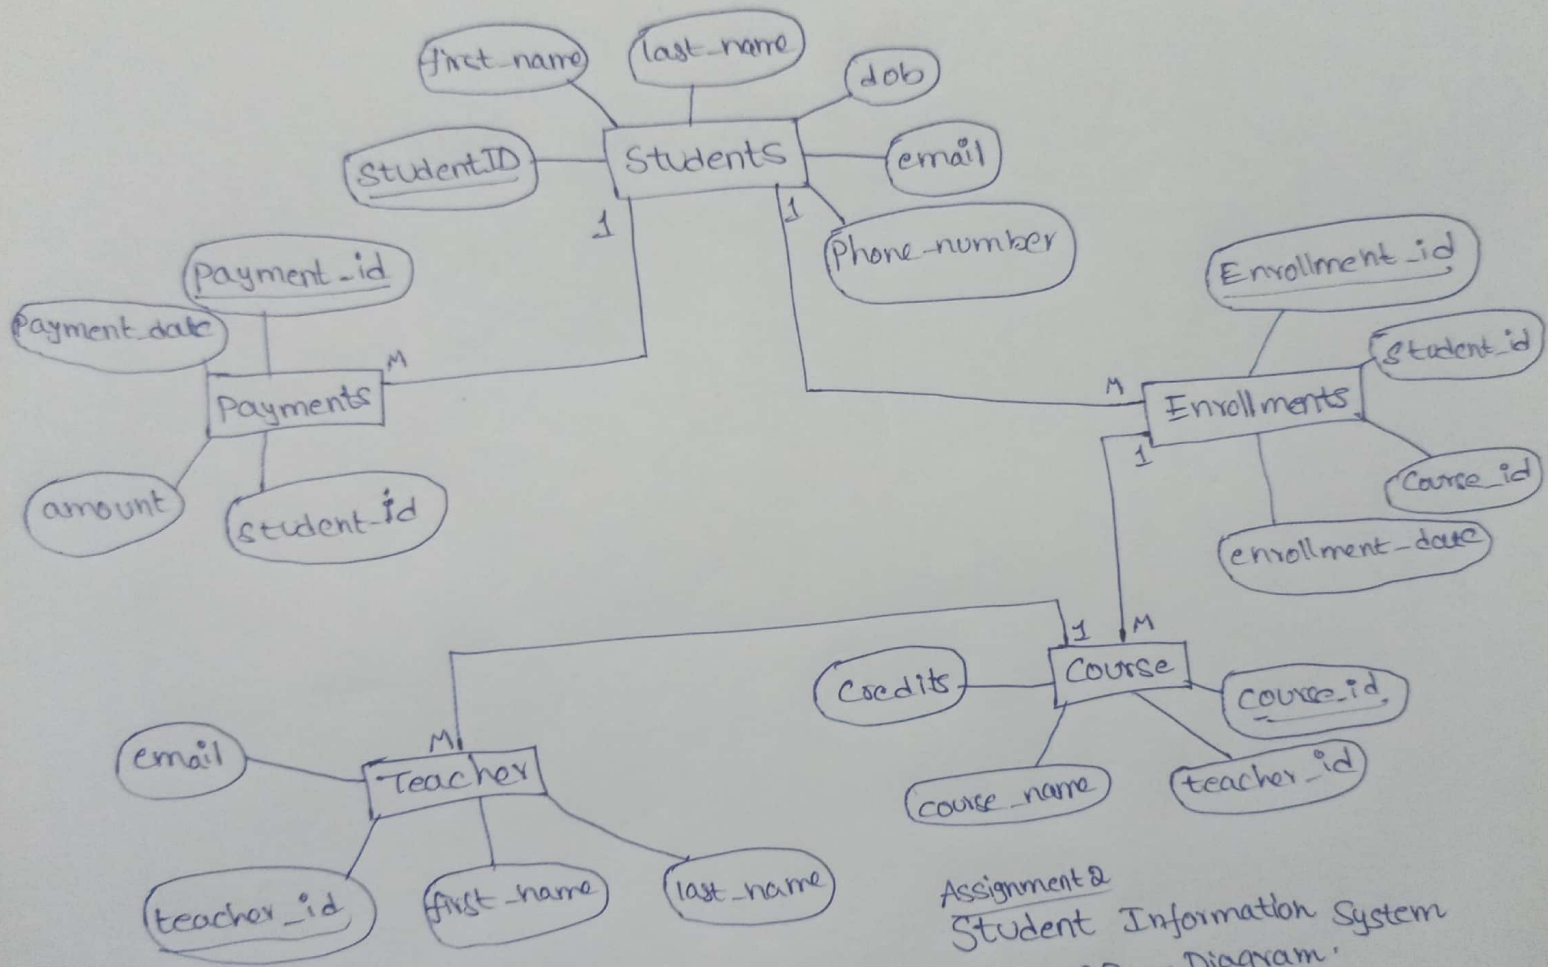 first_name
last_name
dob
StudentID
Students
email
Phone_number
1
1
Payment_id
Payment_date
M
Payments
amount
student_id
Enrollment_id
Student_id
M
Enrollments
1
Course_id
enrollment_date
1
M
Course
Credits
course_id
course_name
teacher_id
M
Teacher
email
teacher_id
first_name
last_name
Assignment 2
Student Information System
Diagram.